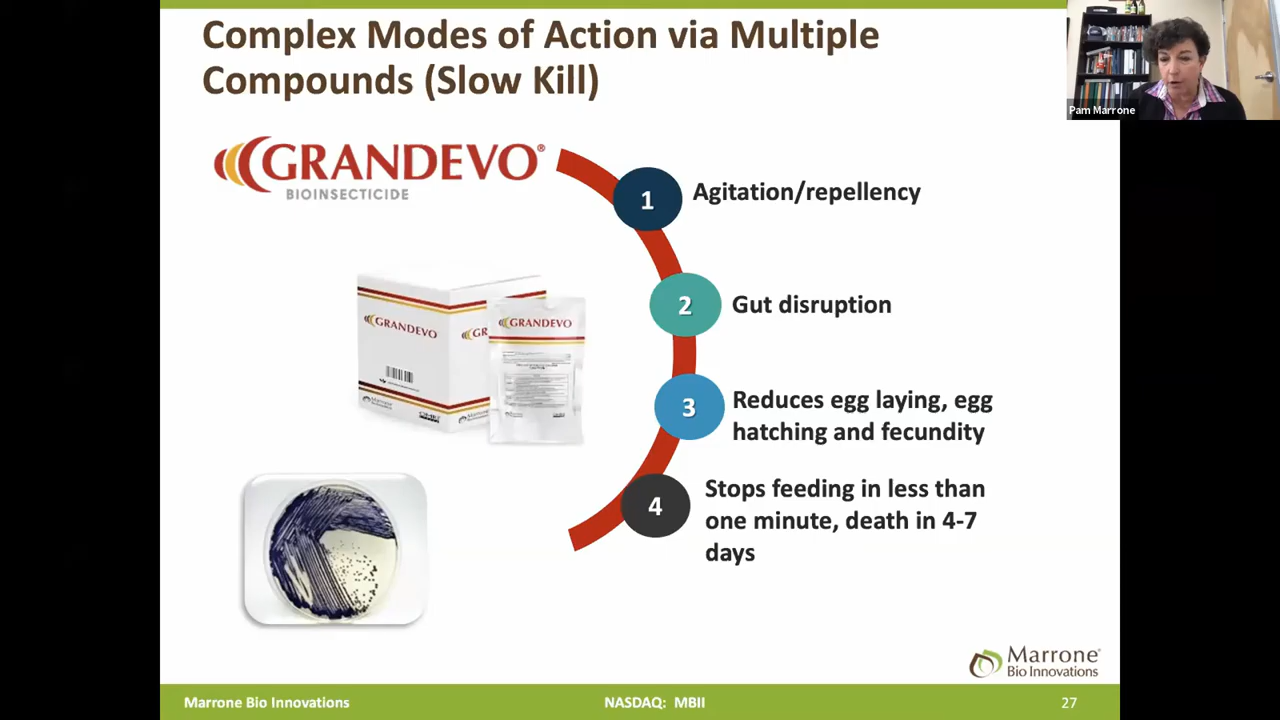 Complex Modes of Action via Multiple
Compounds (Slow Kill)
Pam Marrone
GRANDEVO®
BIOINSECTICIDE
1
Agitation/repellency
2
Gut disruption
GRANDEVO
GRANDEVO
3
Reduces egg laying, egg
hatching and fecundity
4
Stops feeding in less than
one minute, death in 4-7
days
Marrone
Bio Innovations
Marrone Bio Innovations
NASDAQ: MBII
27